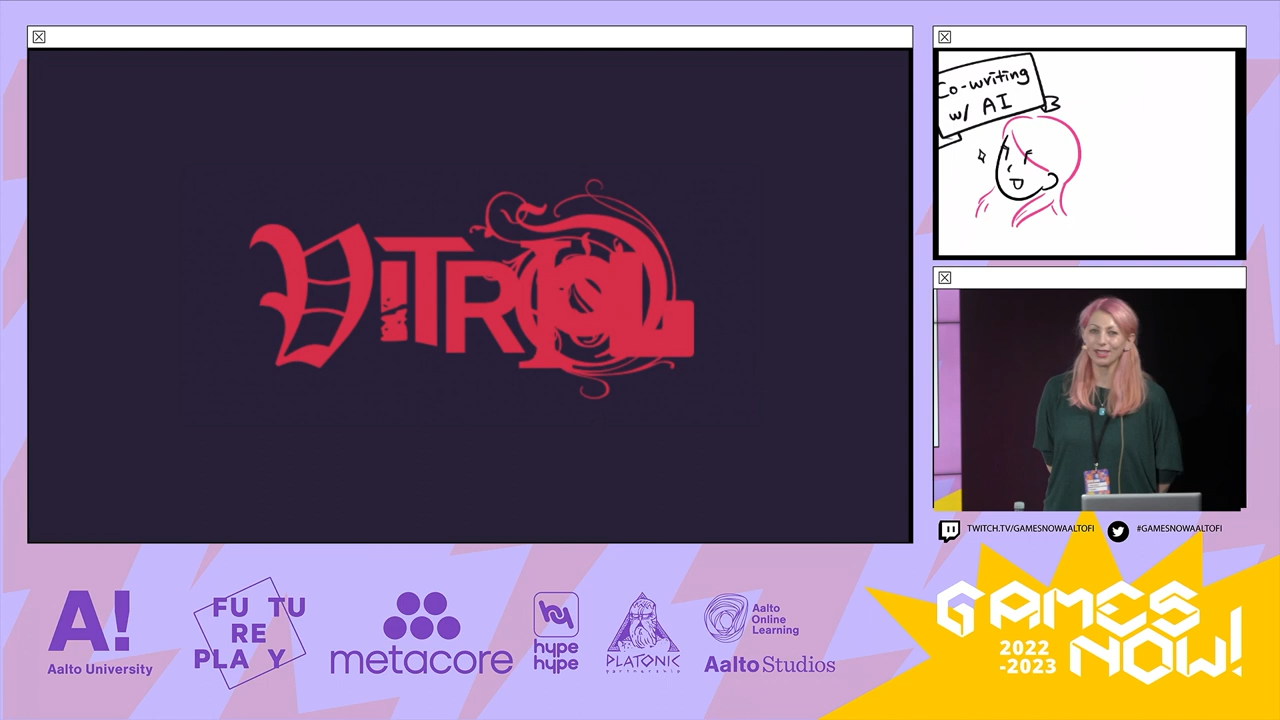 VITRIOL
Co-writing
w/ AI
TWITCH.TV/GAMESNOWAALTOFI
#GAMESNOWAALTOFI
A!
Aalto University
FU TU
RE
PLA Y
metacore
hype
hype
PLATONIC
partnership
Aalto
Online
Learning
Aalto Studios
GAMES
NOW!
2022
-2023